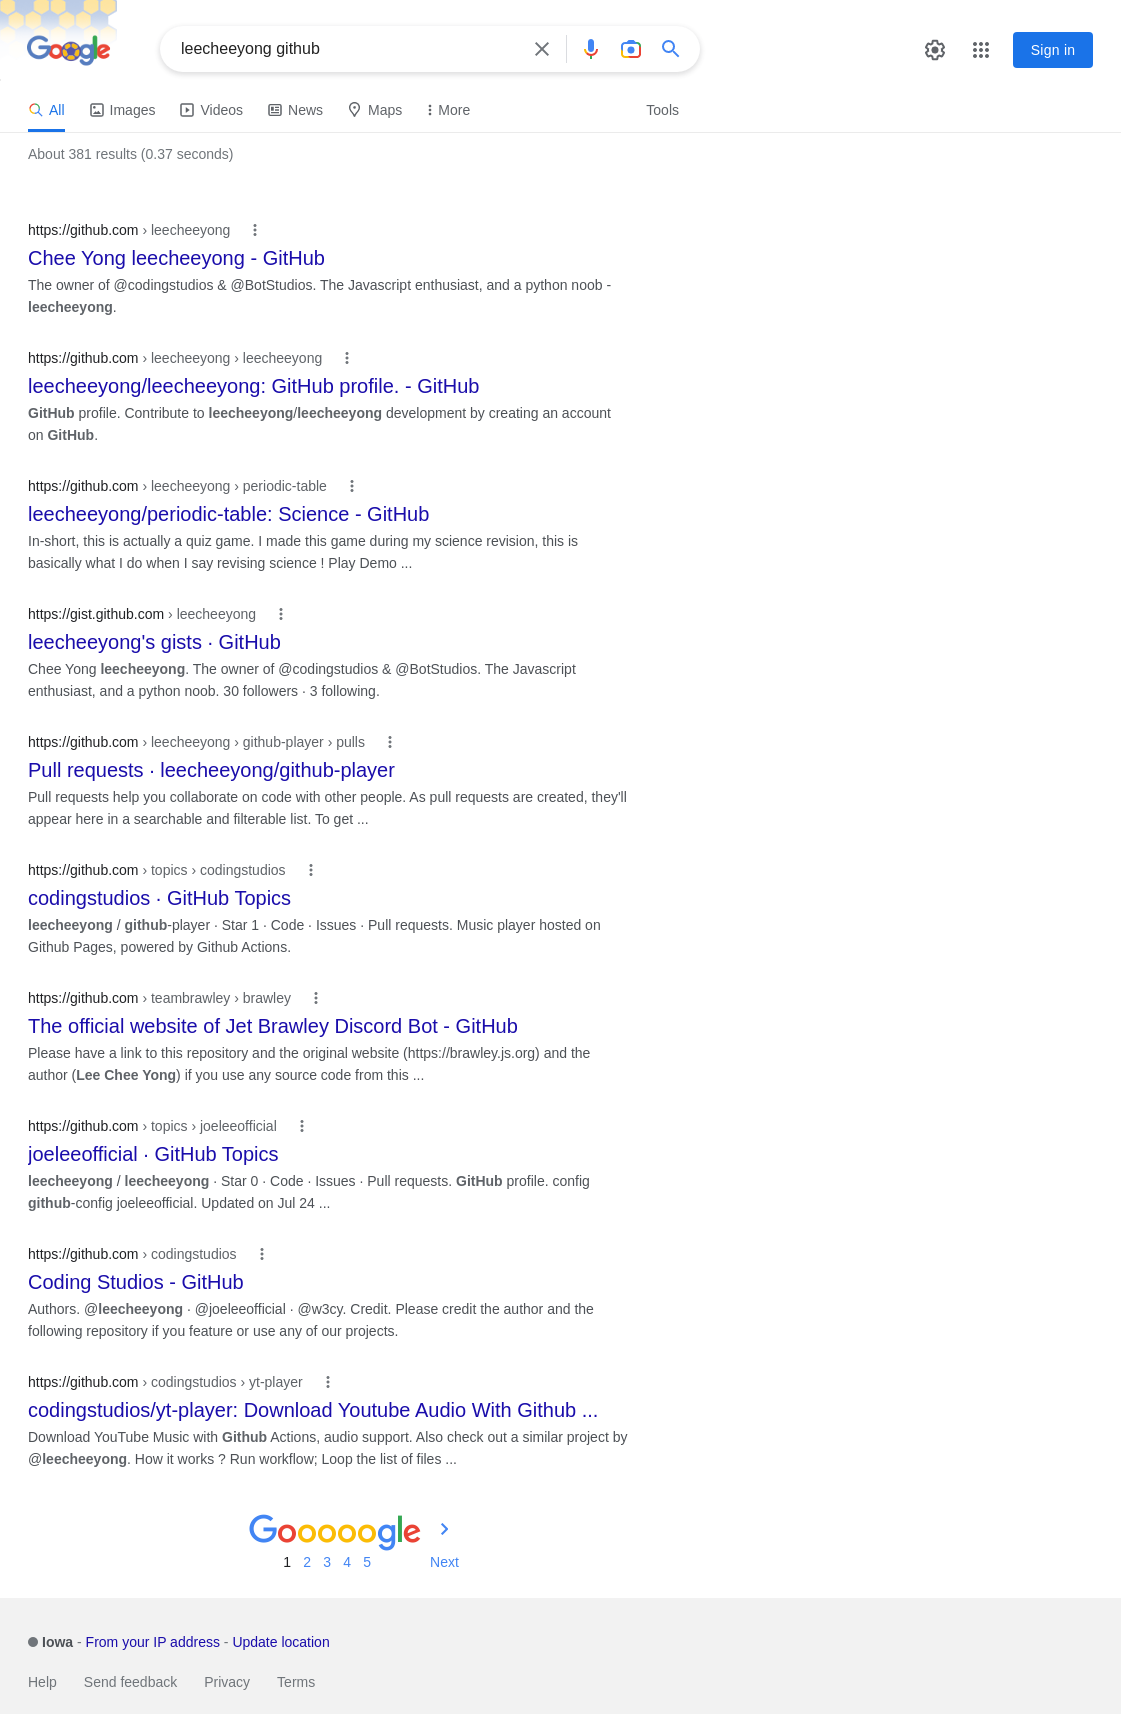 Google
leecheeyong github
Sign in
All Images Videos News Maps More Tools
About 381 results (0.37 seconds)
https://github.com › leecheeyong
Chee Yong leecheeyong - GitHub
The owner of @codingstudios & @BotStudios. The Javascript enthusiast, and a python noob -
leecheeyong.
https://github.com › leecheeyong › leecheeyong
leecheeyong/leecheeyong: GitHub profile. - GitHub
GitHub profile. Contribute to leecheeyong/leecheeyong development by creating an account
on GitHub.
https://github.com › leecheeyong › periodic-table
leecheeyong/periodic-table: Science - GitHub
In-short, this is actually a quiz game. I made this game during my science revision, this is
basically what I do when I say revising science ! Play Demo ...
https://gist.github.com › leecheeyong
leecheeyong's gists · GitHub
Chee Yong leecheeyong. The owner of @codingstudios & @BotStudios. The Javascript
enthusiast, and a python noob. 30 followers · 3 following.
https://github.com › leecheeyong › github-player › pulls
Pull requests · leecheeyong/github-player
Pull requests help you collaborate on code with other people. As pull requests are created, they'll
appear here in a searchable and filterable list. To get ...
https://github.com › topics › codingstudios
codingstudios · GitHub Topics
leecheeyong / github-player · Star 1 · Code · Issues · Pull requests. Music player hosted on
Github Pages, powered by Github Actions.
https://github.com › teambrawley › brawley
The official website of Jet Brawley Discord Bot - GitHub
Please have a link to this repository and the original website (https://brawley.js.org) and the
author (Lee Chee Yong) if you use any source code from this ...
https://github.com › topics › joeleeofficial
joeleeofficial · GitHub Topics
leecheeyong / leecheeyong · Star 0 · Code · Issues · Pull requests. GitHub profile. config
github-config joeleeofficial. Updated on Jul 24 ...
https://github.com › codingstudios
Coding Studios - GitHub
Authors. @leecheeyong · @joeleeofficial · @w3cy. Credit. Please credit the author and the
following repository if you feature or use any of our projects.
https://github.com › codingstudios › yt-player
codingstudios/yt-player: Download Youtube Audio With Github ...
Download YouTube Music with Github Actions, audio support. Also check out a similar project by
@leecheeyong. How it works ? Run workflow; Loop the list of files ...
Gooooogle
1 2 3 4 5 Next
Iowa - From your IP address - Update location
Help Send feedback Privacy Terms